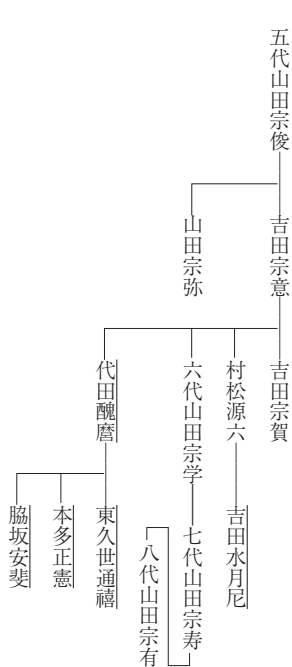 五代山田宗俊
吉田宗意
山田宗弥
吉田宗賀
村松源六
六代山田宗学
代田醜麿
吉田水月尼
七代山田宗寿
八代山田宗有
東久世通禧
本多正憲
脇坂安斐